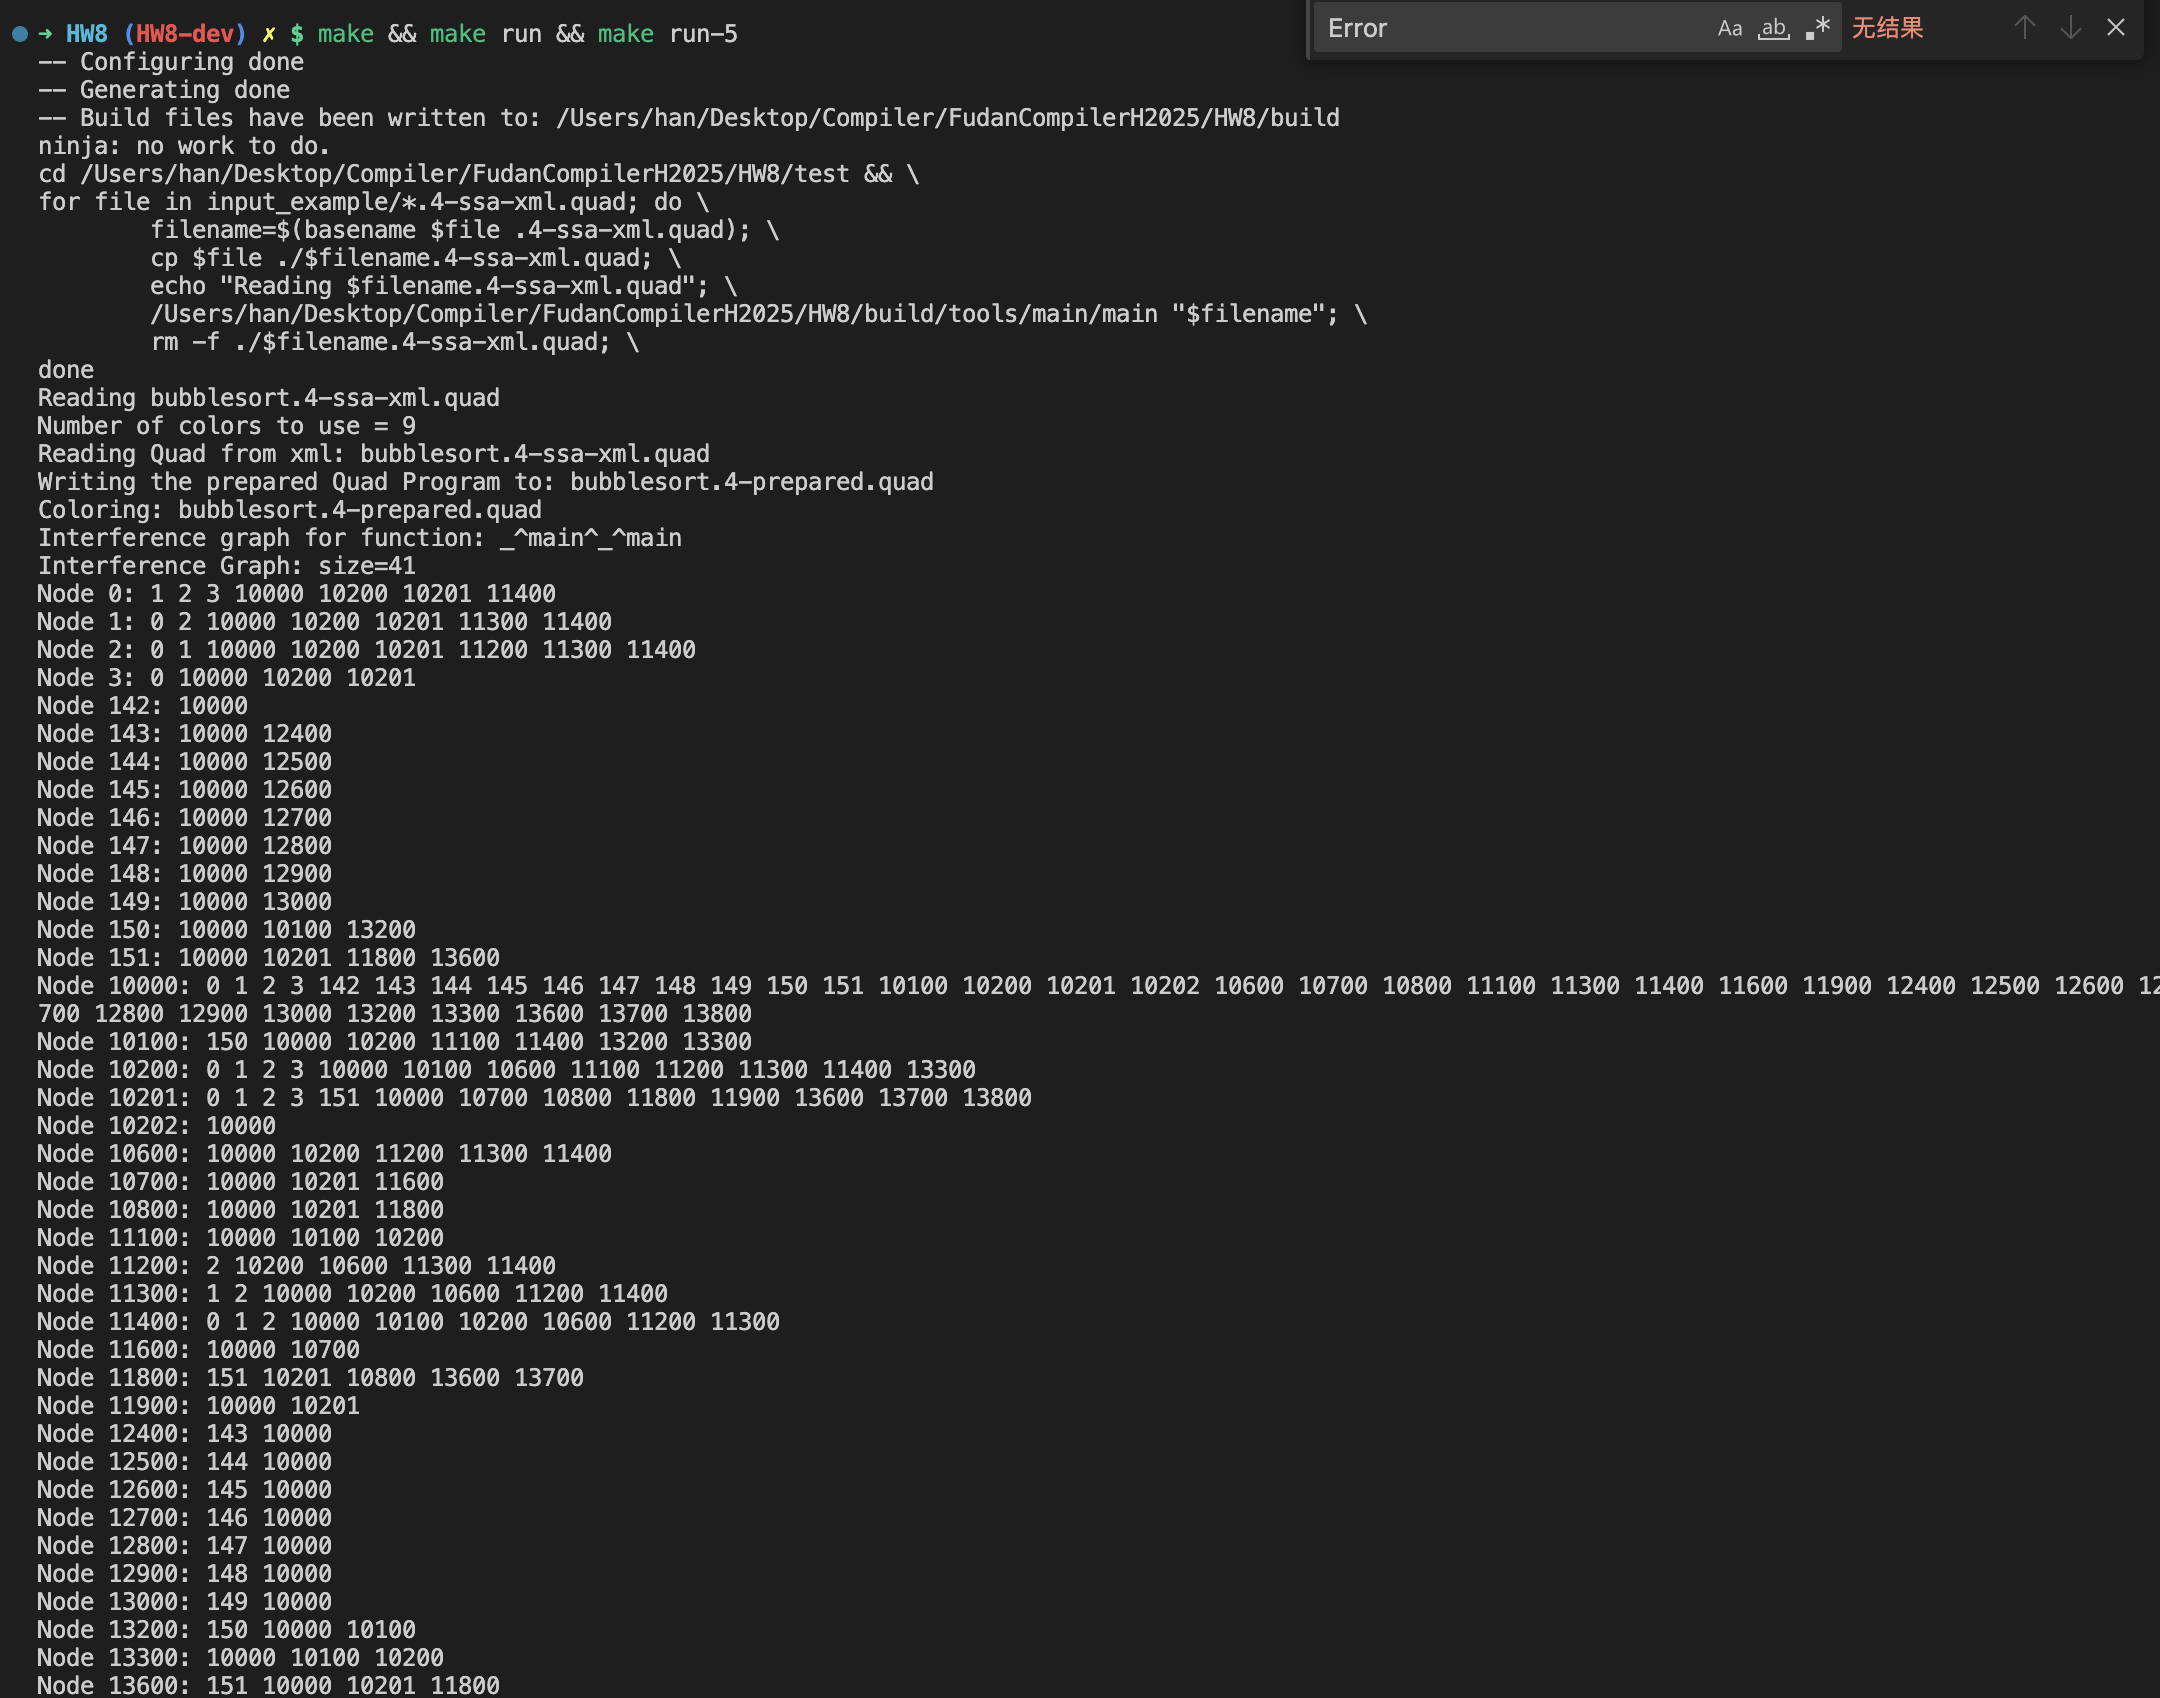 ➜ HW8 (HW8-dev) ✗ $ make && make run && make run-5
Error Aa ab .* 无结果
-- Configuring done
-- Generating done
-- Build files have been written to: /Users/han/Desktop/Compiler/FudanCompilerH2025/HW8/build
ninja: no work to do.
cd /Users/han/Desktop/Compiler/FudanCompilerH2025/HW8/test && \
for file in input_example/*.4-ssa-xml.quad; do \
filename=$(basename $file .4-ssa-xml.quad); \
cp $file ./$filename.4-ssa-xml.quad; \
echo "Reading $filename.4-ssa-xml.quad"; \
/Users/han/Desktop/Compiler/FudanCompilerH2025/HW8/build/tools/main/main "$filename"; \
rm -f ./$filename.4-ssa-xml.quad; \
done
Reading bubblesort.4-ssa-xml.quad
Number of colors to use = 9
Reading Quad from xml: bubblesort.4-ssa-xml.quad
Writing the prepared Quad Program to: bubblesort.4-prepared.quad
Coloring: bubblesort.4-prepared.quad
Interference graph for function: _^main^_^main
Interference Graph: size=41
Node 0: 1 2 3 10000 10200 10201 11400
Node 1: 0 2 10000 10200 10201 11300 11400
Node 2: 0 1 10000 10200 10201 11200 11300 11400
Node 3: 0 10000 10200 10201
Node 142: 10000
Node 143: 10000 12400
Node 144: 10000 12500
Node 145: 10000 12600
Node 146: 10000 12700
Node 147: 10000 12800
Node 148: 10000 12900
Node 149: 10000 13000
Node 150: 10000 10100 13200
Node 151: 10000 10201 11800 13600
Node 10000: 0 1 2 3 142 143 144 145 146 147 148 149 150 151 10100 10200 10201 10202 10600 10700 10800 11100 11300 11400 11600 11900 12400 12500 12600 12
700 12800 12900 13000 13200 13300 13600 13700 13800
Node 10100: 150 10000 10200 11100 11400 13200 13300
Node 10200: 0 1 2 3 10000 10100 10600 11100 11200 11300 11400 13300
Node 10201: 0 1 2 3 151 10000 10700 10800 11800 11900 13600 13700 13800
Node 10202: 10000
Node 10600: 10000 10200 11200 11300 11400
Node 10700: 10000 10201 11600
Node 10800: 10000 10201 11800
Node 11100: 10000 10100 10200
Node 11200: 2 10200 10600 11300 11400
Node 11300: 1 2 10000 10200 10600 11200 11400
Node 11400: 0 1 2 10000 10100 10200 10600 11200 11300
Node 11600: 10000 10700
Node 11800: 151 10201 10800 13600 13700
Node 11900: 10000 10201
Node 12400: 143 10000
Node 12500: 144 10000
Node 12600: 145 10000
Node 12700: 146 10000
Node 12800: 147 10000
Node 12900: 148 10000
Node 13000: 149 10000
Node 13200: 150 10000 10100
Node 13300: 10000 10100 10200
Node 13600: 151 10000 10201 11800